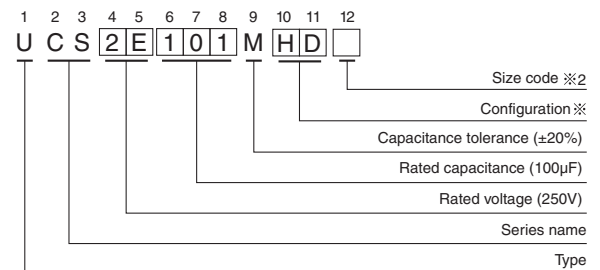 1 2 3 4 5 6 7 8 9 10 11 12
U C S 2 E 1 0 1 M H D
Size code ※2
Configuration ※
Capacitance tolerance (±20%)
Rated capacitance (100µF)
Rated voltage (250V)
Series name
Type